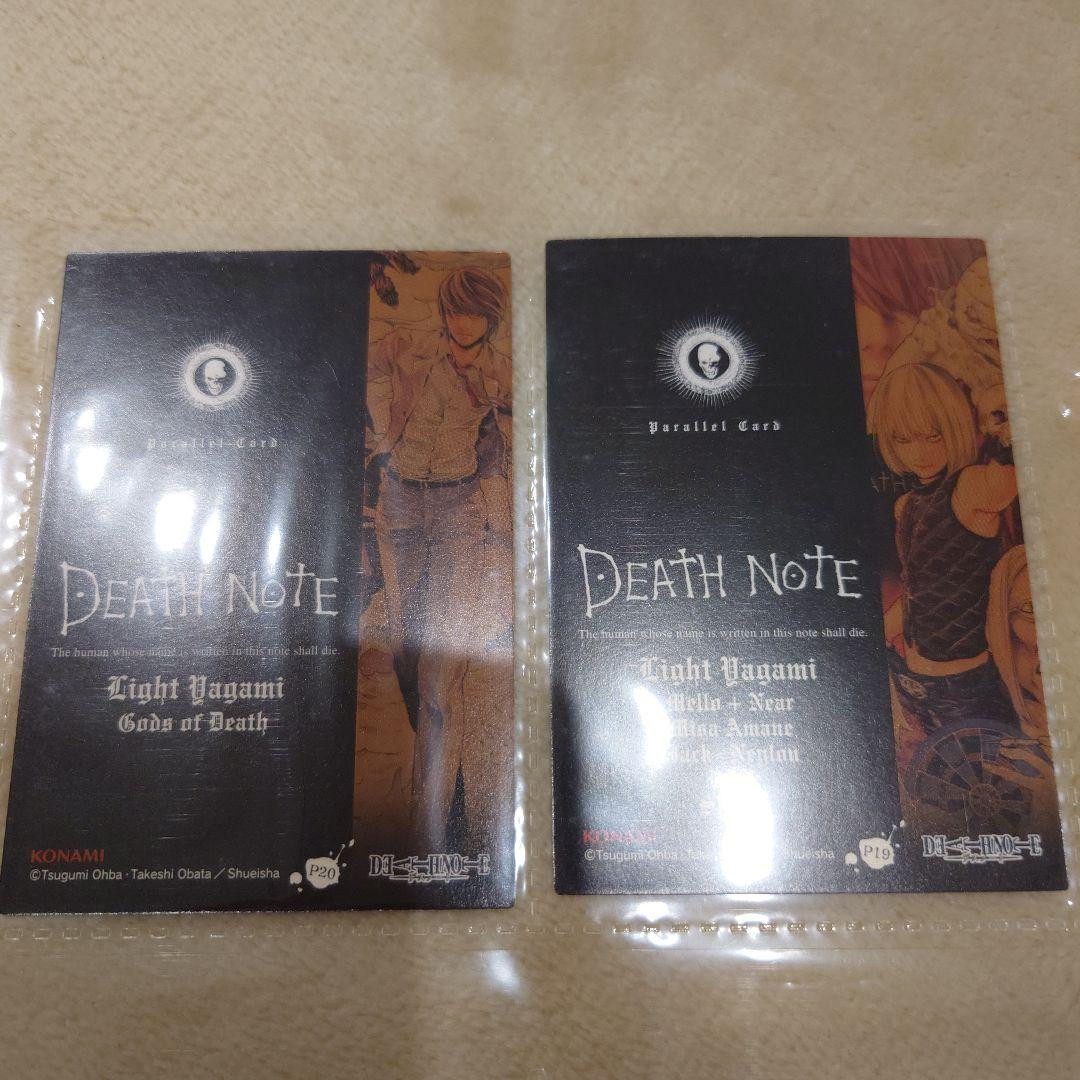 Parallel Card
DEATH NOTE
The human whose name is written in this note shall die.
Light Yagami
Gods of Death
KONAMI
©Tsugumi Ohba · Takeshi Obata / Shueisha
P20
DEATHNOTE
Parallel Card
DEATH NOTE
The human whose name is written in this note shall die.
Light Yagami
Mello + Near
Misa Amane
KONAMI
©Tsugumi Ohba · Shueisha
P19
DEATHNOTE